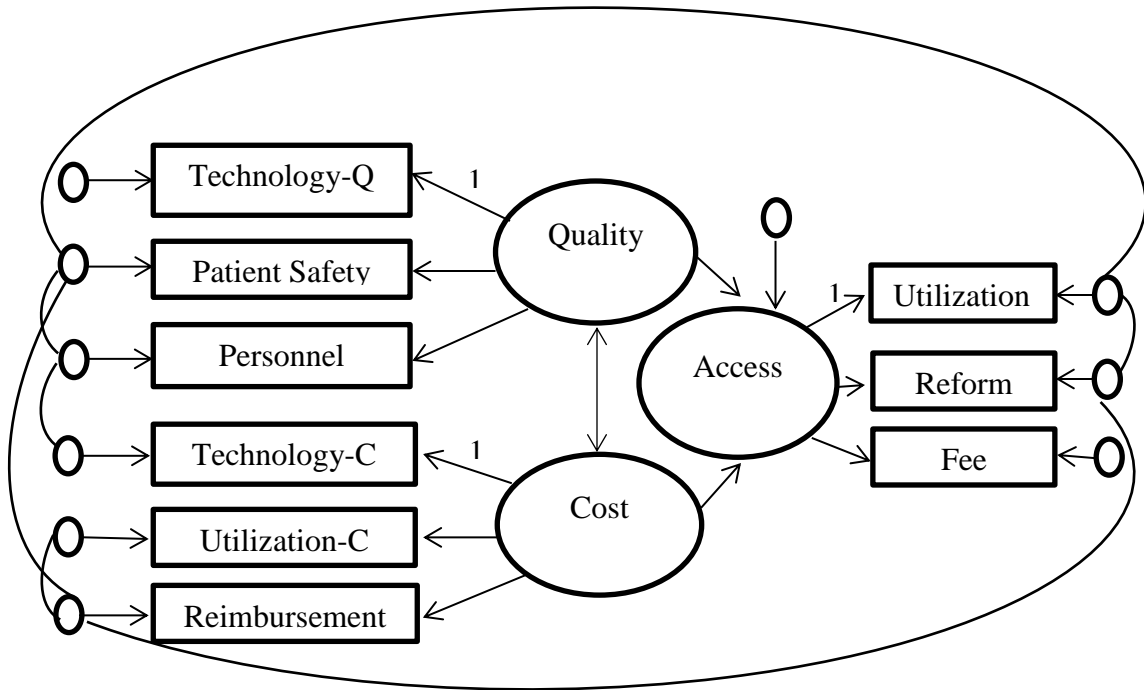 Technology-Q
1
Quality
Patient Safety
1
Utilization
Personnel
Access
Reform
Technology-C
1
Fee
Cost
Utilization-C
Reimbursement